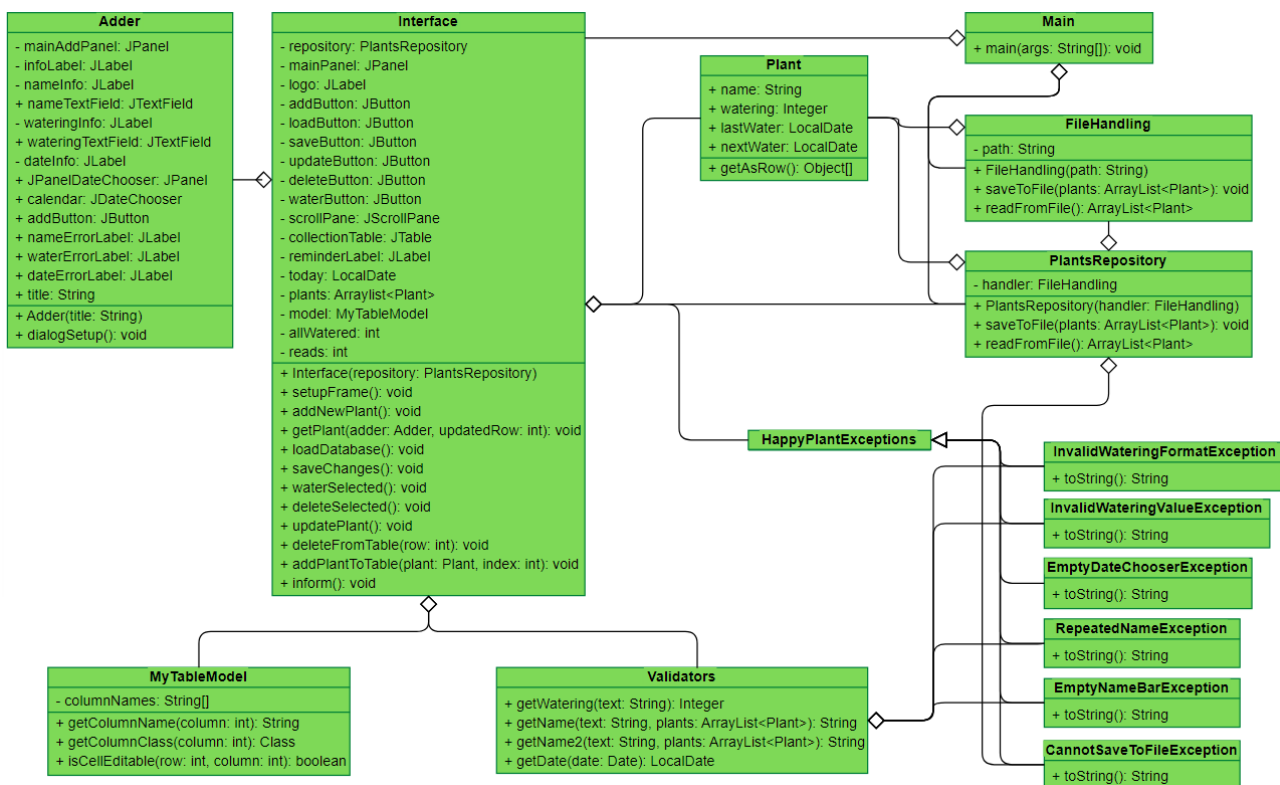 Adder
- mainAddPanel: JPanel
- infoLabel: JLabel
- nameInfo: JLabel
+ nameTextField: JTextField
- wateringInfo: JLabel
+ wateringTextField: JTextField
- dateInfo: JLabel
+ JPanelDateChooser: JPanel
+ calendar: JDateChooser
+ addButton: JButton
+ nameErrorLabel: JLabel
+ waterErrorLabel: JLabel
+ dateErrorLabel: JLabel
+ title: String
+ Adder(title: String)
+ dialogSetup(): void
Interface
- repository: PlantsRepository
- mainPanel: JPanel
- logo: JLabel
- addButton: JButton
- loadButton: JButton
- saveButton: JButton
- updateButton: JButton
- deleteButton: JButton
- waterButton: JButton
- scrollPane: JScrollPane
- collectionTable: JTable
- reminderLabel: JLabel
- today: LocalDate
- plants: Arraylist<Plant>
- model: MyTableModel
- allWatered: int
- reads: int
+ Interface(repository: PlantsRepository)
+ setupFrame(): void
+ addNewPlant(): void
+ getPlant(adder: Adder, updatedRow: int): void
+ loadDatabase(): void
+ saveChanges(): void
+ waterSelected(): void
+ deleteSelected(): void
+ updatePlant(): void
+ deleteFromTable(row: int): void
+ addPlantToTable(plant: Plant, index: int): void
+ inform(): void
Main
+ main(args: String[]): void
Plant
+ name: String
+ watering: Integer
+ lastWater: LocalDate
+ nextWater: LocalDate
+ getAsRow(): Object[]
FileHandling
- path: String
+ FileHandling(path: String)
+ saveToFile(plants: ArrayList<Plant>): void
+ readFromFile(): ArrayList<Plant>
PlantsRepository
- handler: FileHandling
+ PlantsRepository(handler: FileHandling)
+ saveToFile(plants: ArrayList<Plant>): void
+ readFromFile(): ArrayList<Plant>
HappyPlantExceptions
InvalidWateringFormatException
+ toString(): String
InvalidWateringValueException
+ toString(): String
EmptyDateChooserException
+ toString(): String
RepeatedNameException
+ toString(): String
EmptyNameBarException
+ toString(): String
CannotSaveToFileException
+ toString(): String
MyTableModel
- columnNames: String[]
+ getColumnName(column: int): String
+ getColumnClass(column: int): Class
+ isCellEditable(row: int, column: int): boolean
Validators
+ getWatering(text: String): Integer
+ getName(text: String, plants: ArrayList<Plant>): String
+ getName2(text: String, plants: ArrayList<Plant>): String
+ getDate(date: Date): LocalDate